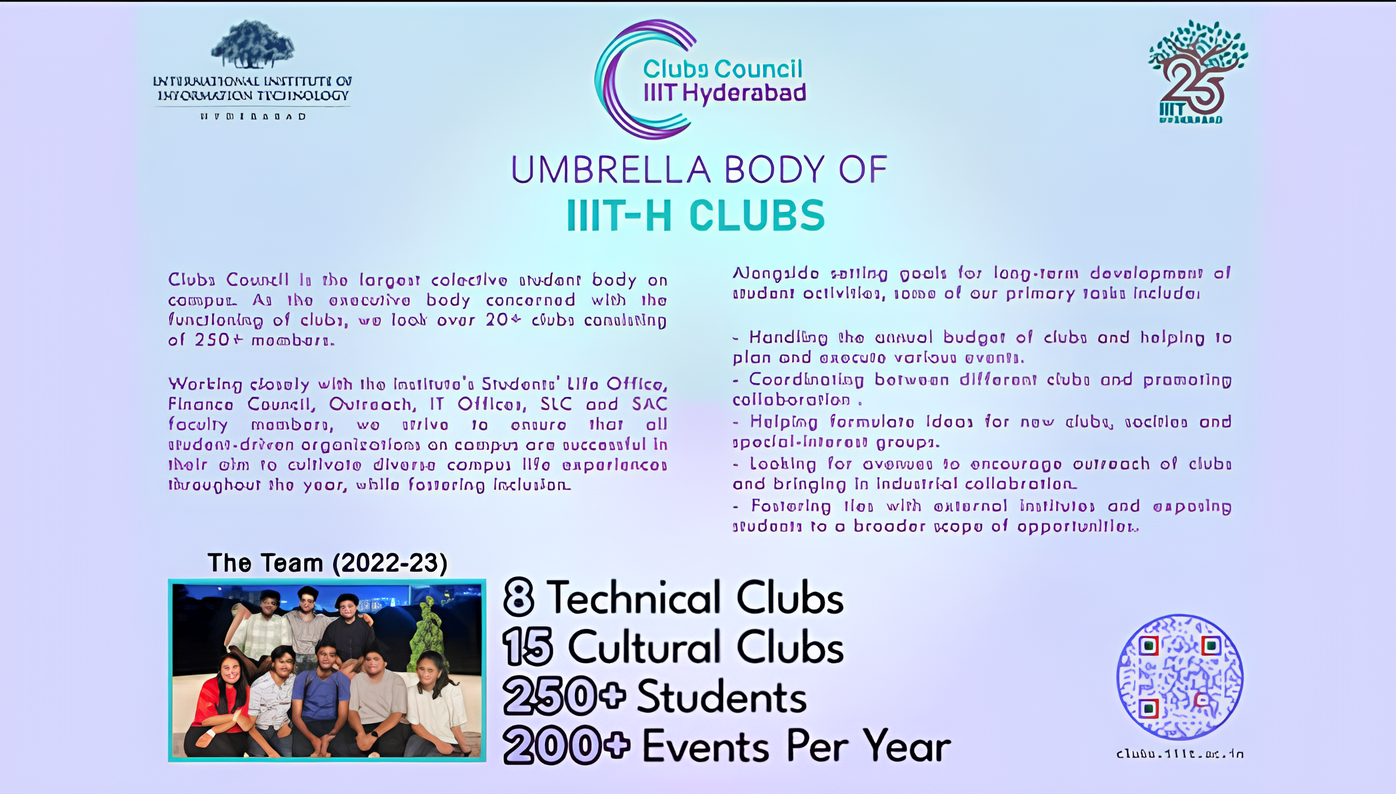 INTERNATIONAL INSTITUTE OF
INFORMATION TECHNOLOGY
HYDERABAD
Clubs Council
IIIT Hyderabad
25
IIIT
HYDERABAD
UMBRELLA BODY OF
IIIT-H CLUBS
Clubs Council is the largest colective student body on
campus. As the executive body concerned with the
functioning of clubs, we look over 20+ clubs consisting
of 250+ members.
Working closely with the Institute's Students' Life Office,
Finance Council, Outreach, IT Offices, SLC and SAC
faculty members, we strive to ensure that all
student-driven organizations on campus are successful in
their aim to cultivate diverse campus life experiences
throughout the year, while fostering inclusion.
Alongside setting goals for long-term development of
student activities, some of our primary tasks include:
- Handling the annual budget of clubs and helping to
plan and execute various events.
- Coordinating between different clubs and promoting
collaboration .
- Helping formulate ideas for new clubs, socities and
special-interest groups.
- Looking for avenues to encourage outreach of clubs
and bringing in industrial collabration.
- Fostering ties with external institutes and exposing
students to a broader scope of opportunities.
The Team (2022-23)
8 Technical Clubs
15 Cultural Clubs
250+ Students
200+ Events Per Year
clubs.iiit.ac.in